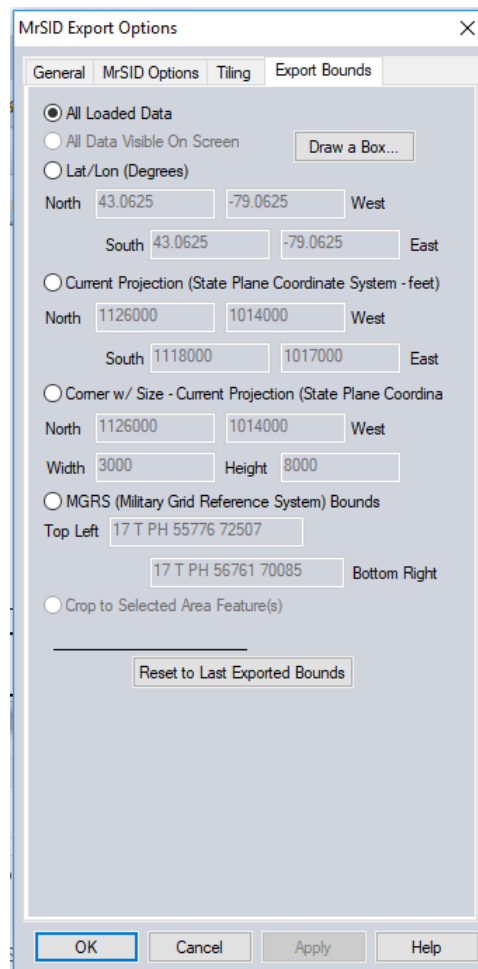 MrSID Export Options
General MrSID Options Tiling Export Bounds
All Loaded Data
All Data Visible On Screen
Draw a Box...
Lat/Lon (Degrees)
North 43.0625 -79.0625 West
South 43.0625 -79.0625 East
Current Projection (State Plane Coordinate System - feet)
North 1126000 1014000 West
South 1118000 1017000 East
Corner w/ Size - Current Projection (State Plane Coordina
North 1126000 1014000 West
Width 3000 Height 8000
MGRS (Military Grid Reference System) Bounds
Top Left 17 T PH 55776 72507
17 T PH 56761 70085 Bottom Right
Crop to Selected Area Feature(s)
Reset to Last Exported Bounds
OK Cancel Apply Help